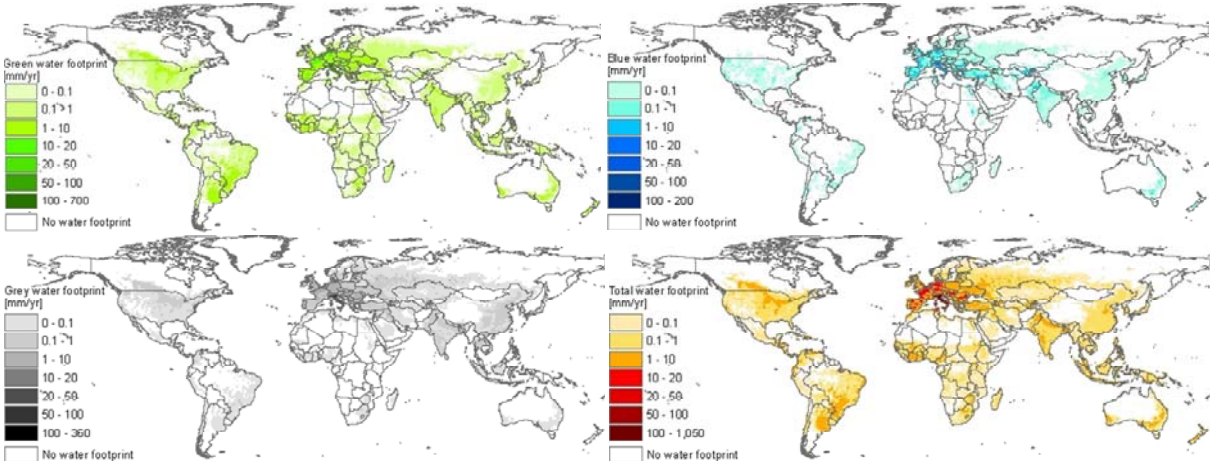 Green water footprint
[mm/yr]
0 - 0.1
0.1 - 1
1 - 10
10 - 20
20 - 50
50 - 100
100 - 700
No water footprint
Blue water footprint
[mm/yr]
0 - 0.1
0.1 - 1
1 - 10
10 - 20
20 - 50
50 - 100
100 - 200
No water footprint
Grey water footprint
[mm/yr]
0 - 0.1
0.1 - 1
1 - 10
10 - 20
20 - 50
50 - 100
100 - 360
No water footprint
Total water footprint
[mm/yr]
0 - 0.1
0.1 - 1
1 - 10
10 - 20
20 - 50
50 - 100
100 - 1,050
No water footprint